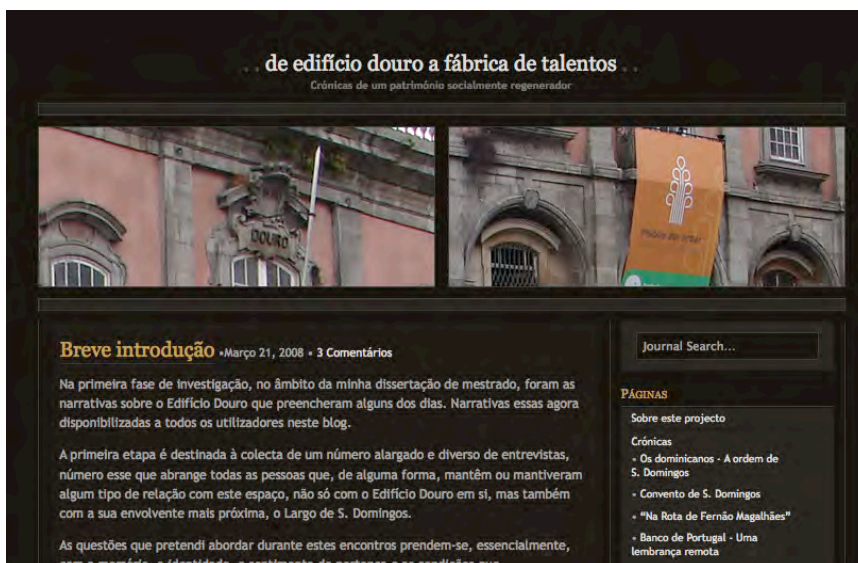 de edifício douro a fábrica de talentos
Crónicas de um património socialmente regenerador
DOURO
Breve introdução •Março 21, 2008 • 3 Comentários
Na primeira fase de investigação, no âmbito da minha dissertação de mestrado, foram as
narrativas sobre o Edifício Douro que preencheram alguns dos dias. Narrativas essas agora
disponibilizadas a todos os utilizadores neste blog.
A primeira etapa é destinada à colecta de um número alargado e diverso de entrevistas,
número esse que abrange todas as pessoas que, de alguma forma, mantêm ou mantiveram
algum tipo de relação com este espaço, não só com o Edifício Douro em si, mas também
com a sua envolvente mais próxima, o Largo de S. Domingos.
As questões que pretendi abordar durante estes encontros prendem-se, essencialmente,
Journal Search...
PÁGINAS
Sobre este projecto
Crónicas
• Os dominicanos - A ordem de
S. Domingos
• Convento de S. Domingos
• "Na Rota de Fernão Magalhães"
• Banco de Portugal - Uma
lembrança remota